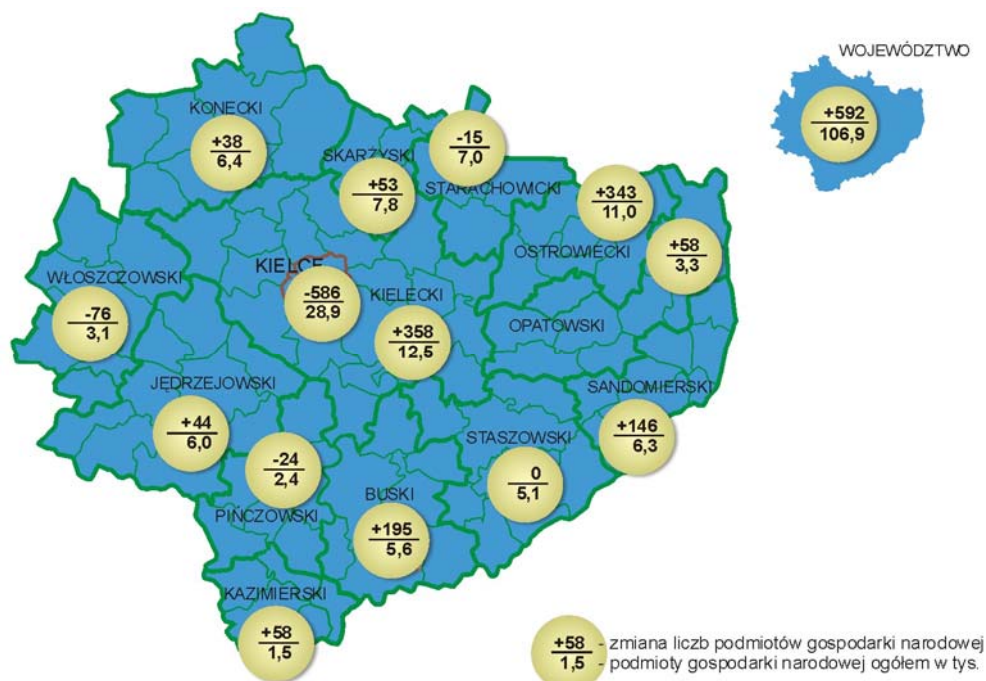 WOJEWÓDZTWO
+592
106,9
KONECKI
+38
6,4
SKARŻYSKI
+53
7,8
-15
7,0
STARACHOWICKI
+343
11,0
OSTROWIECKI
+58
3,3
OPATOWSKI
WŁOSZCZOWSKI
-76
3,1
KIELCE
-586
28,9
KIELECKI
+358
12,5
JĘDRZEJOWSKI
+44
6,0
SANDOMIERSKI
+146
6,3
STASZOWSKI
0
5,1
-24
2,4
PIŃCZOWSKI
BUSKI
+195
5,6
KAZIMIERSKI
+58
1,5
+58 - zmiana liczb podmiotów gospodarki narodowej
1,5 - podmioty gospodarki narodowej ogółem w tys.